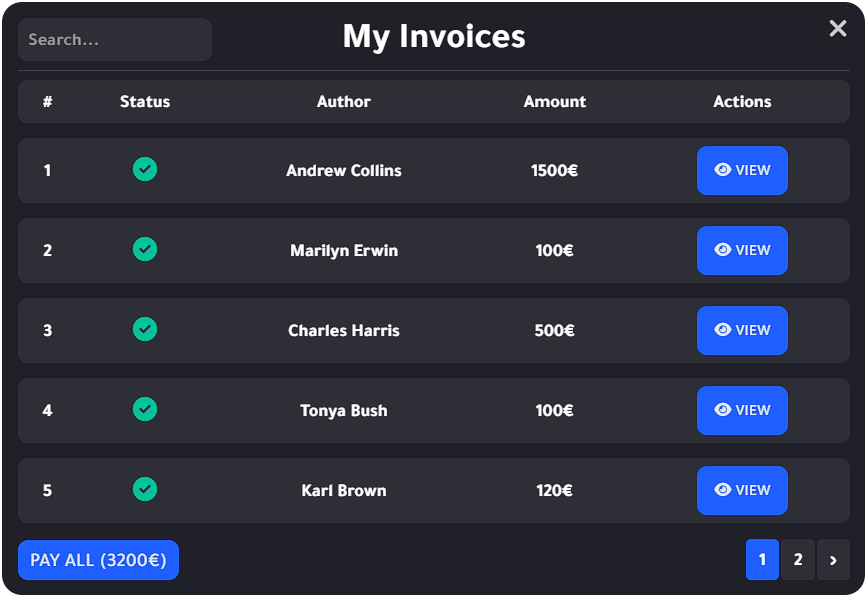 Search...
My Invoices
# Status Author Amount Actions
1 Andrew Collins 1500€ VIEW
2 Marilyn Erwin 100€ VIEW
3 Charles Harris 500€ VIEW
4 Tonya Bush 100€ VIEW
5 Karl Brown 120€ VIEW
PAY ALL (3200€) 1 2 ›